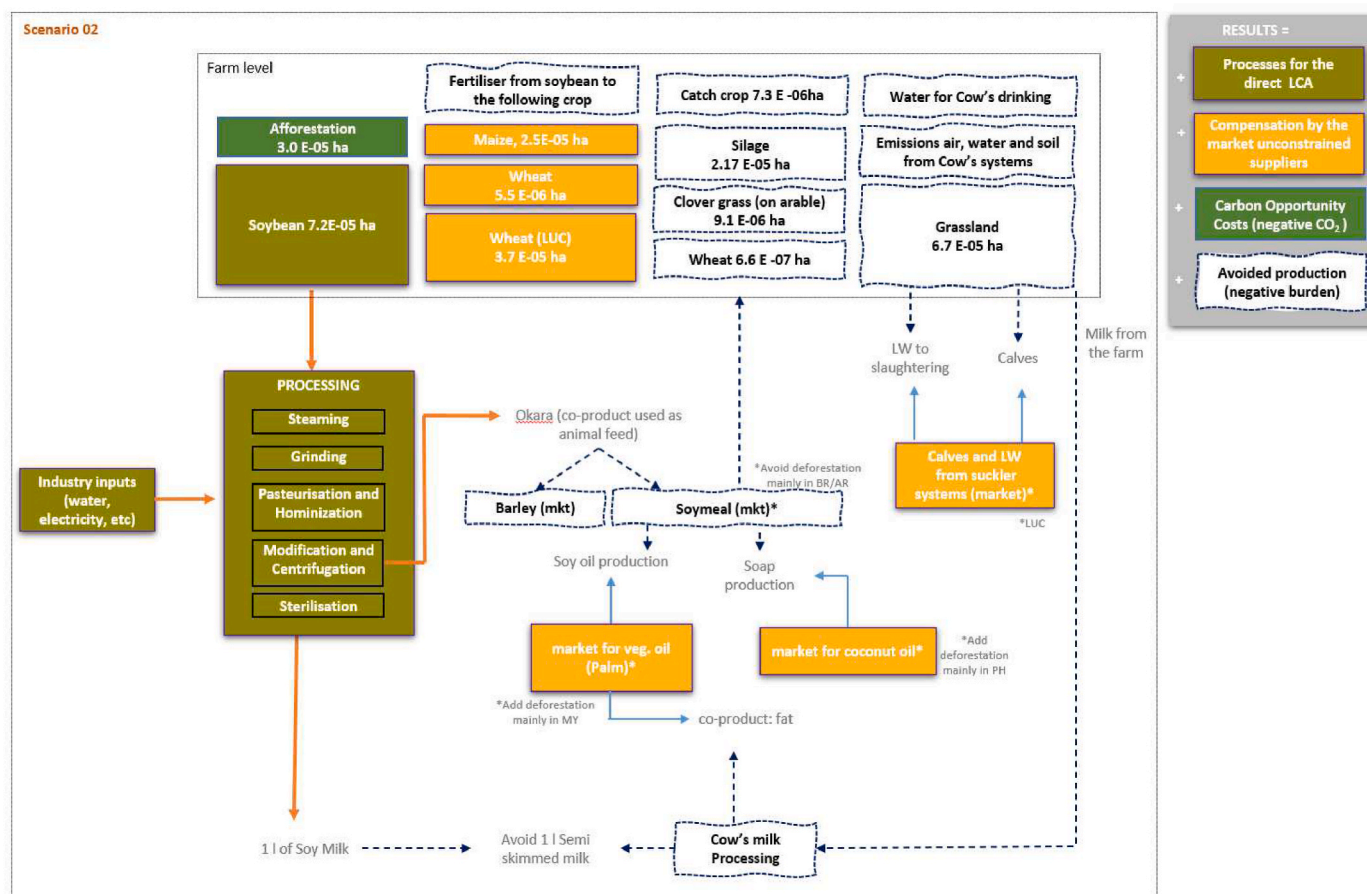 Scenario 02
Farm level
Afforestation
3.0 E-05 ha
Soybean 7.2E-05 ha
Fertiliser from soybean to
the following crop
Maize, 2.5E-05 ha
Wheat
5.5 E-06 ha
Wheat (LUC)
3.7 E-05 ha
Catch crop 7.3 E -06ha
Silage
2.17 E-05 ha
Clover grass (on arable)
9.1 E-06 ha
Wheat 6.6 E -07 ha
Water for Cow's drinking
Emissions air, water and soil
from Cow's systems
Grassland
6.7 E-05 ha
RESULTS =
+
Processes for the
direct LCA
+
Compensation by the
market unconstrained
suppliers
+
Carbon Opportunity
Costs (negative CO₂)
+
Avoided production
(negative burden)
Milk from
the farm
LW to
slaughtering
Calves
PROCESSING
Steaming
Grinding
Pasteurisation and
Hominization
Modification and
Centrifugation
Sterilisation
Industry inputs
(water,
electricity, etc)
Okara (co-product used as
animal feed)
*Avoid deforestation
mainly in BR/AR
Calves and LW
from suckler
systems (market)*
*LUC
Barley (mkt)
Soymeal (mkt)*
Soy oil production
Soap
production
market for veg. oil
(Palm)*
market for coconut oil*
*Add
deforestation
mainly in PH
*Add deforestation
mainly in MY
co-product: fat
1 l of Soy Milk
Avoid 1 l Semi
skimmed milk
Cow's milk
Processing